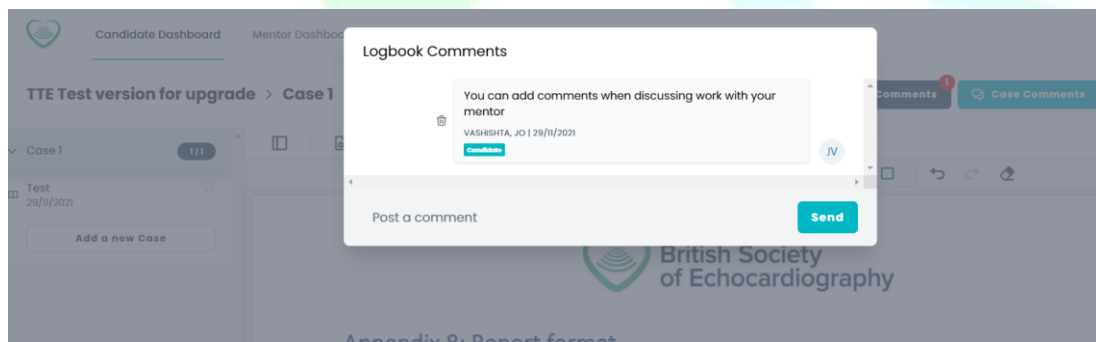 Candidate Dashboard
Mentor Dashboa
Logbook Comments
TTE Test version for upgrade > Case 1
You can add comments when discussing work with your
mentor
VASHISHTA, JO | 29/11/2021
Candidate
JV
Comments
1
Case Comments
Case 1
1/1
Test
29/11/2021
Add a new Case
Post a comment
Send
British Society
of Echocardiography
Appendix 8: Report format